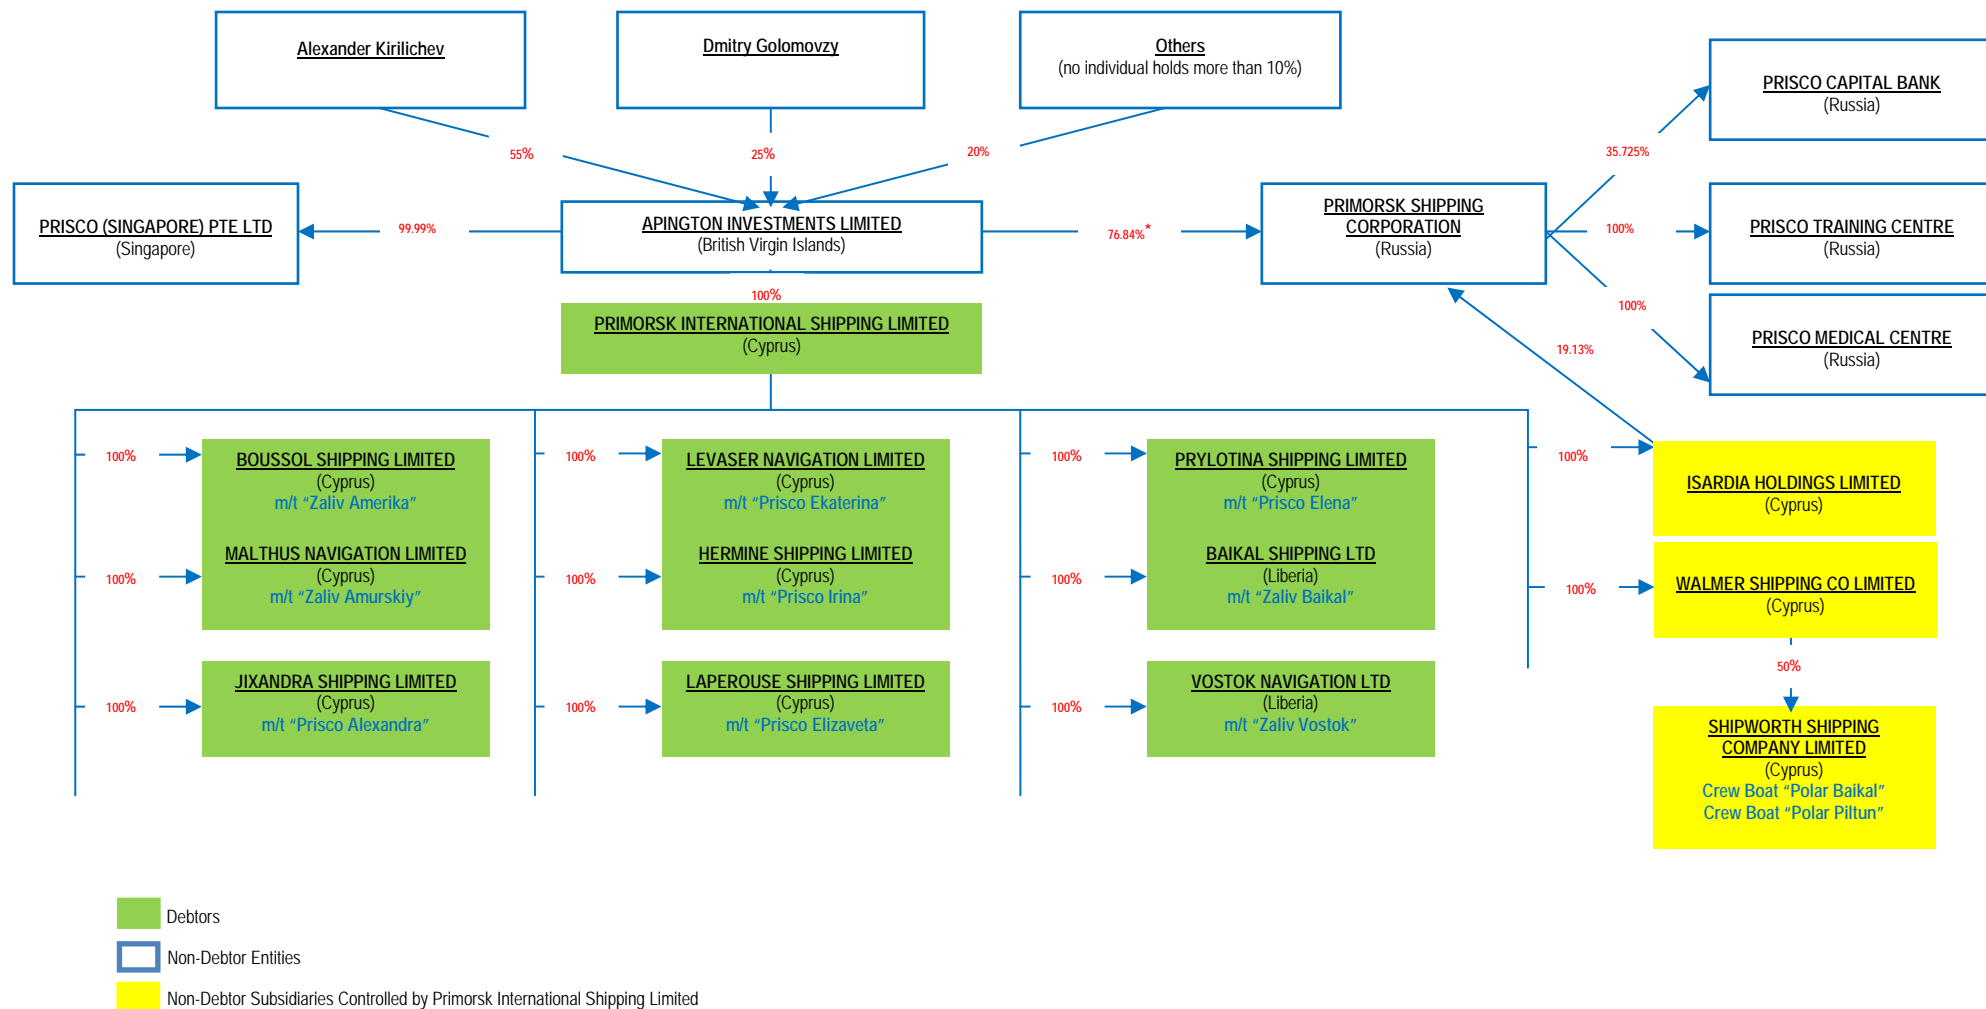 Alexander Kirilichev
Dmitry Golomovzy
Others
(no individual holds more than 10%)
PRISCO CAPITAL BANK
(Russia)
55%
25%
20%
35.725%
PRISCO (SINGAPORE) PTE LTD
(Singapore)
99.99%
APINGTON INVESTMENTS LIMITED
(British Virgin Islands)
76.84%*
PRIMORSK SHIPPING
CORPORATION
(Russia)
100%
PRISCO TRAINING CENTRE
(Russia)
100%
PRIMORSK INTERNATIONAL SHIPPING LIMITED
(Cyprus)
100%
PRISCO MEDICAL CENTRE
(Russia)
19.13%
100%
BOUSSOL SHIPPING LIMITED
(Cyprus)
m/t “Zaliv Amerika”
100%
LEVASER NAVIGATION LIMITED
(Cyprus)
m/t “Prisco Ekaterina”
100%
PRYLOTINA SHIPPING LIMITED
(Cyprus)
m/t “Prisco Elena”
100%
ISARDIA HOLDINGS LIMITED
(Cyprus)
100%
MALTHUS NAVIGATION LIMITED
(Cyprus)
m/t “Zaliv Amurskiy”
100%
HERMINE SHIPPING LIMITED
(Cyprus)
m/t “Prisco Irina”
100%
BAIKAL SHIPPING LTD
(Liberia)
m/t “Zaliv Baikal”
100%
WALMER SHIPPING CO LIMITED
(Cyprus)
50%
100%
JIXANDRA SHIPPING LIMITED
(Cyprus)
m/t “Prisco Alexandra”
100%
LAPEROUSE SHIPPING LIMITED
(Cyprus)
m/t “Prisco Elizaveta”
100%
VOSTOK NAVIGATION LTD
(Liberia)
m/t “Zaliv Vostok”
SHIPWORTH SHIPPING
COMPANY LIMITED
(Cyprus)
Crew Boat “Polar Baikal”
Crew Boat “Polar Piltun”
Debtors
Non-Debtor Entities
Non-Debtor Subsidiaries Controlled by Primorsk International Shipping Limited